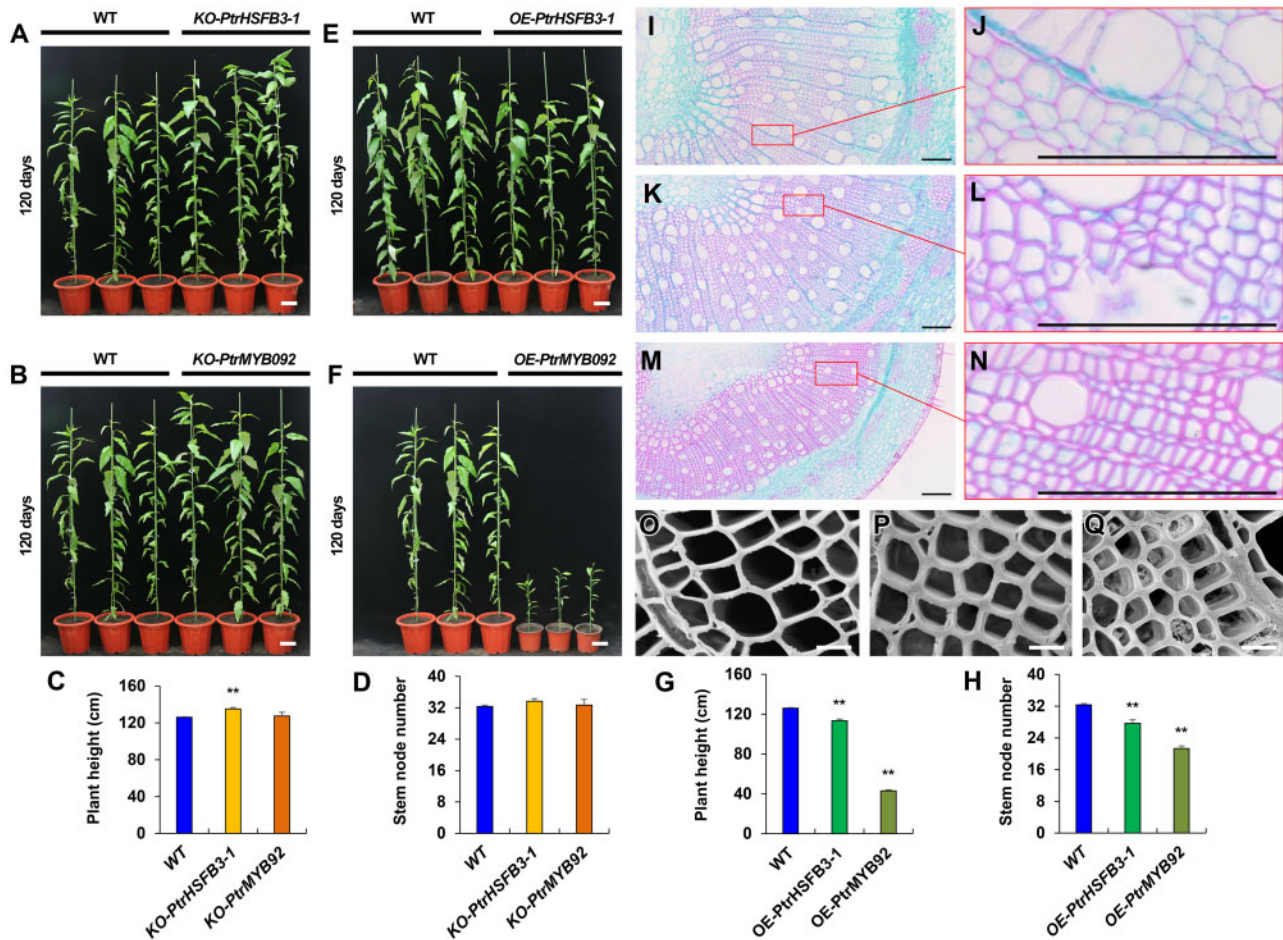 WT KO-PtrHSFB3-1
A
120 days
WT OE-PtrHSFB3-1
E
120 days
WT KO-PtrMYB092
B
120 days
WT OE-PtrMYB092
F
120 days
I
J
K
L
M
N
O
P
Q
C
Plant height (cm)
160
120
80
40
0
**
WT
KO-PtrHSFB3-1
KO-PtrMYB92
D
Stem node number
40
32
24
16
8
0
WT
KO-PtrHSFB3-1
KO-PtrMYB92
G
Plant height (cm)
160
120
80
40
0
**
**
WT
OE-PtrHSFB3-1
OE-PtrMYB92
H
Stem node number
40
32
24
16
8
0
**
**
WT
OE-PtrHSFB3-1
OE-PtrMYB92